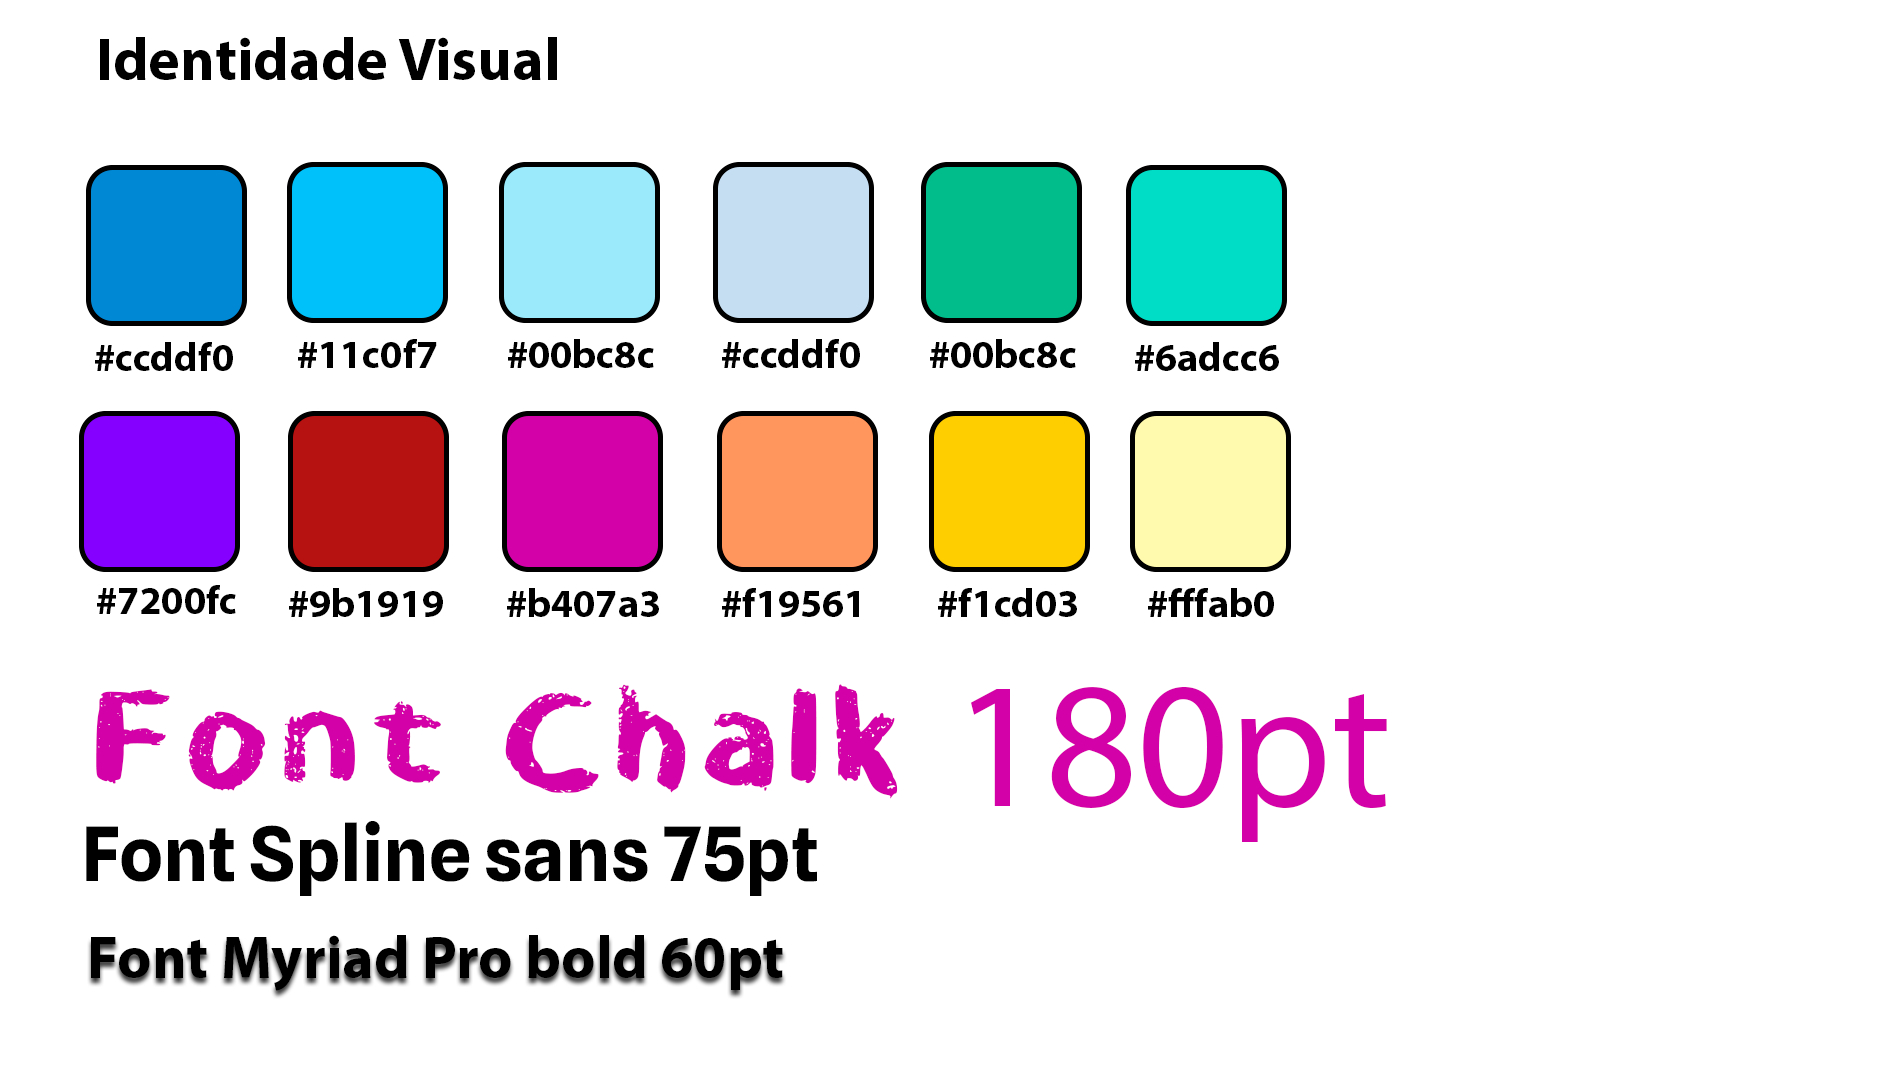 Identidade Visual
#ccddf0 #11c0f7 #00bc8c #ccddf0 #00bc8c #6adcc6
#7200fc #9b1919 #b407a3 #f19561 #f1cd03 #fffab0
Font Chalk 180pt
Font Spline sans 75pt
Font Myriad Pro bold 60pt